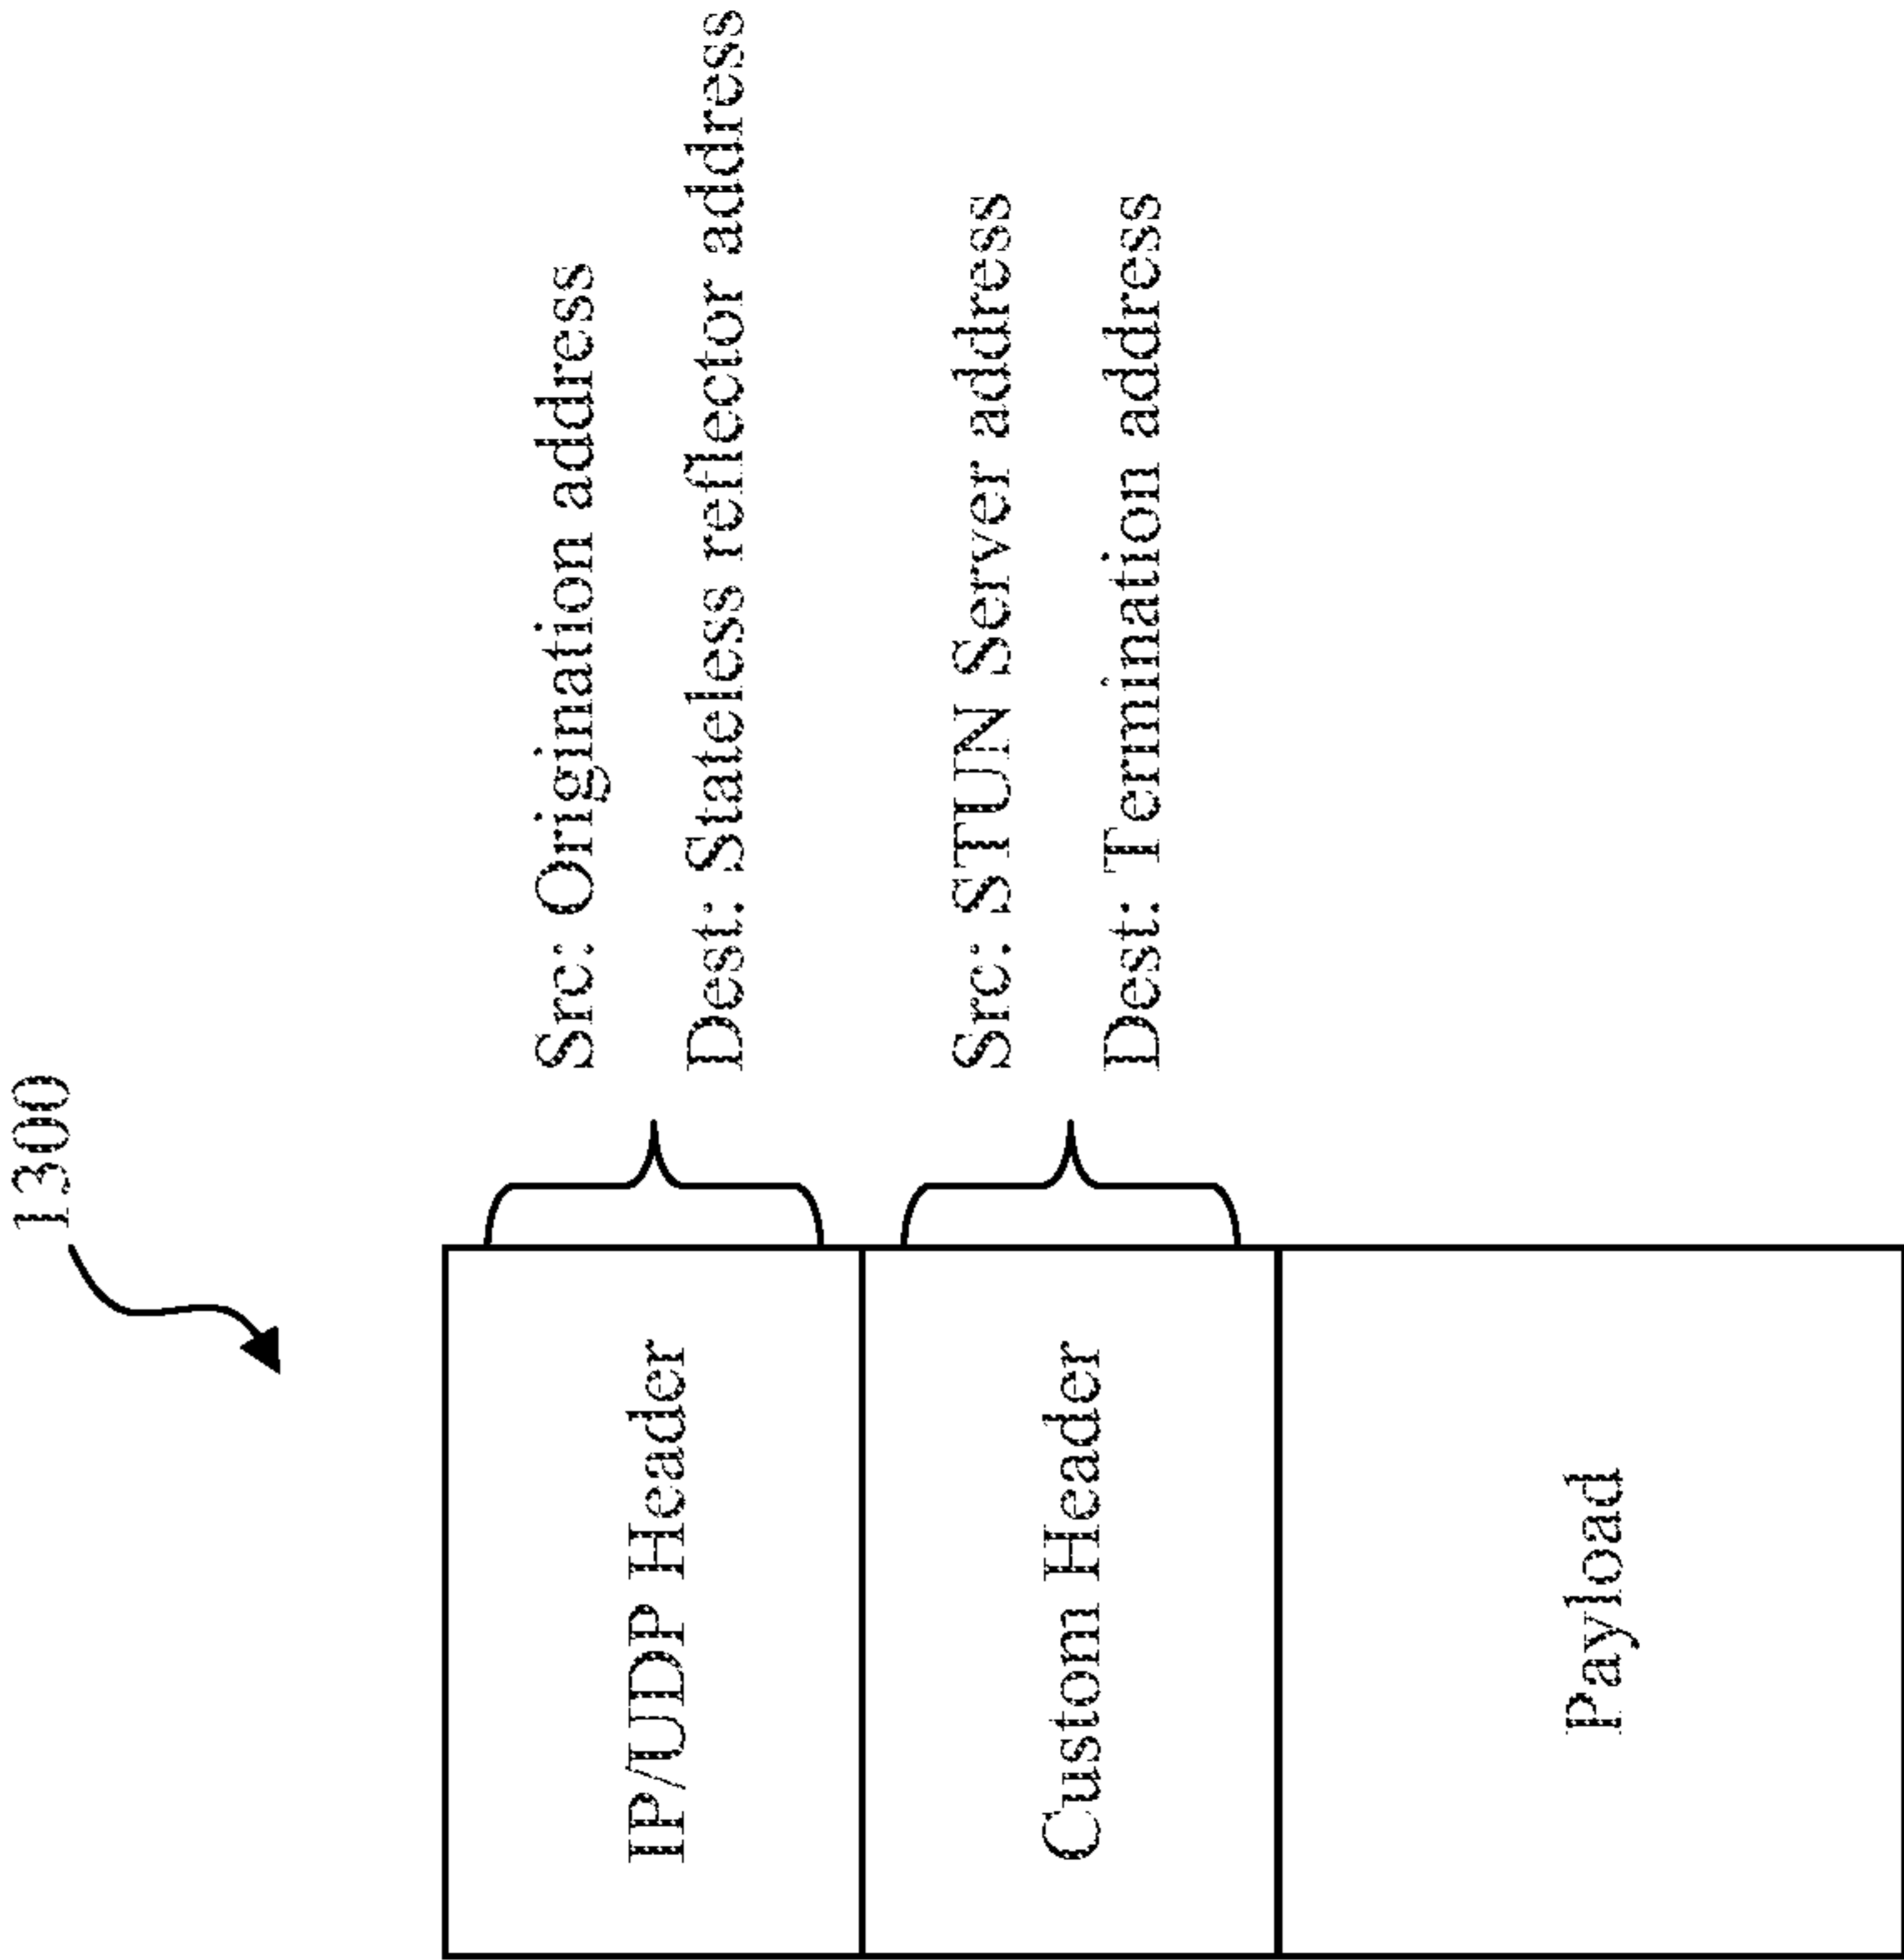 1300
IP/UDP Header
Src: Origination address
Dest: Stateless reflector address
Custom Header
Src: STUN Server address
Dest: Termination address
Payload